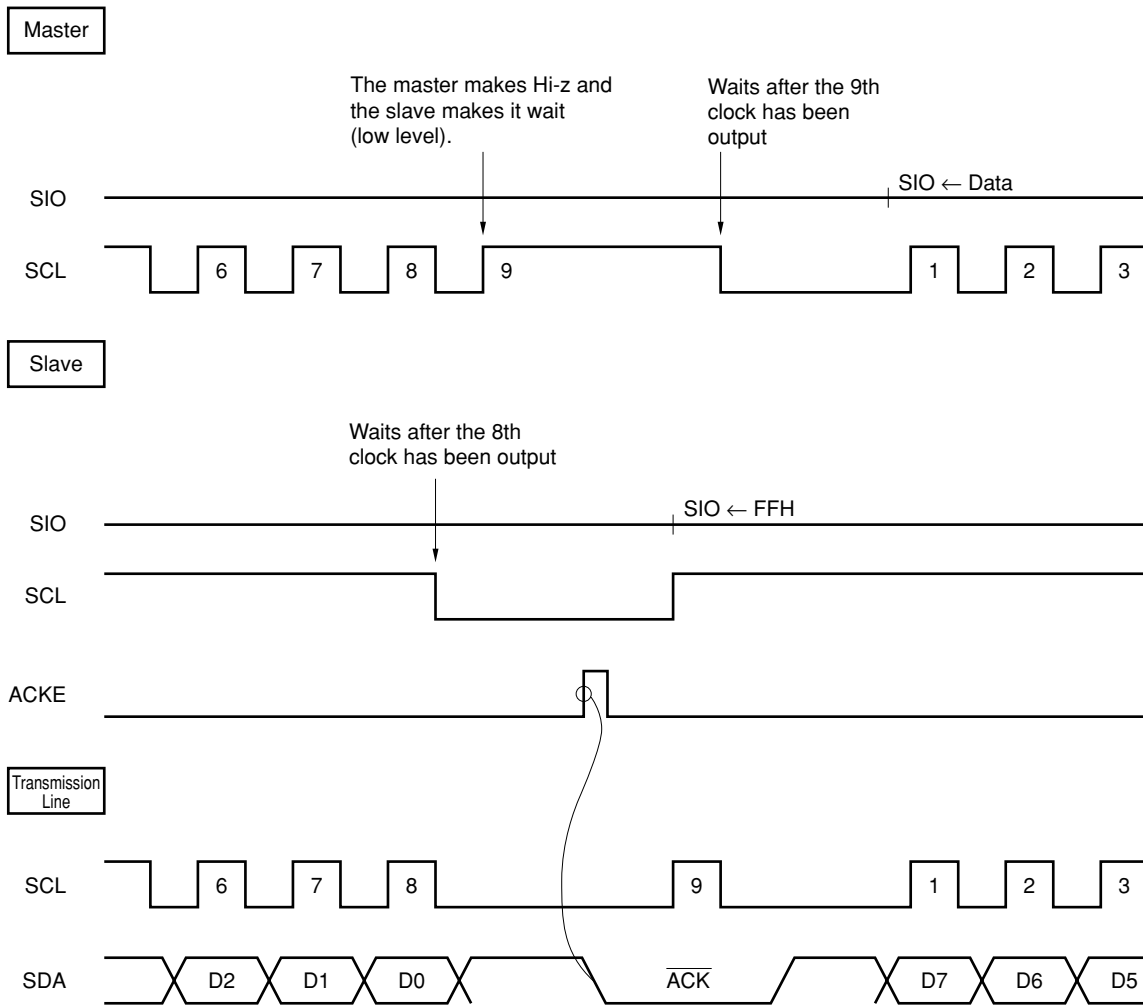 Master
The master makes Hi-z and
the slave makes it wait
(low level).
Waits after the 9th
clock has been
output
SIO
SIO ← Data
SCL
6 7 8 9 1 2 3
Slave
Waits after the 8th
clock has been output
SIO
SIO ← FFH
SCL
ACKE
Transmission
Line
SCL
6 7 8 9 1 2 3
SDA
D2 D1 D0 A̅C̅K̅ D7 D6 D5